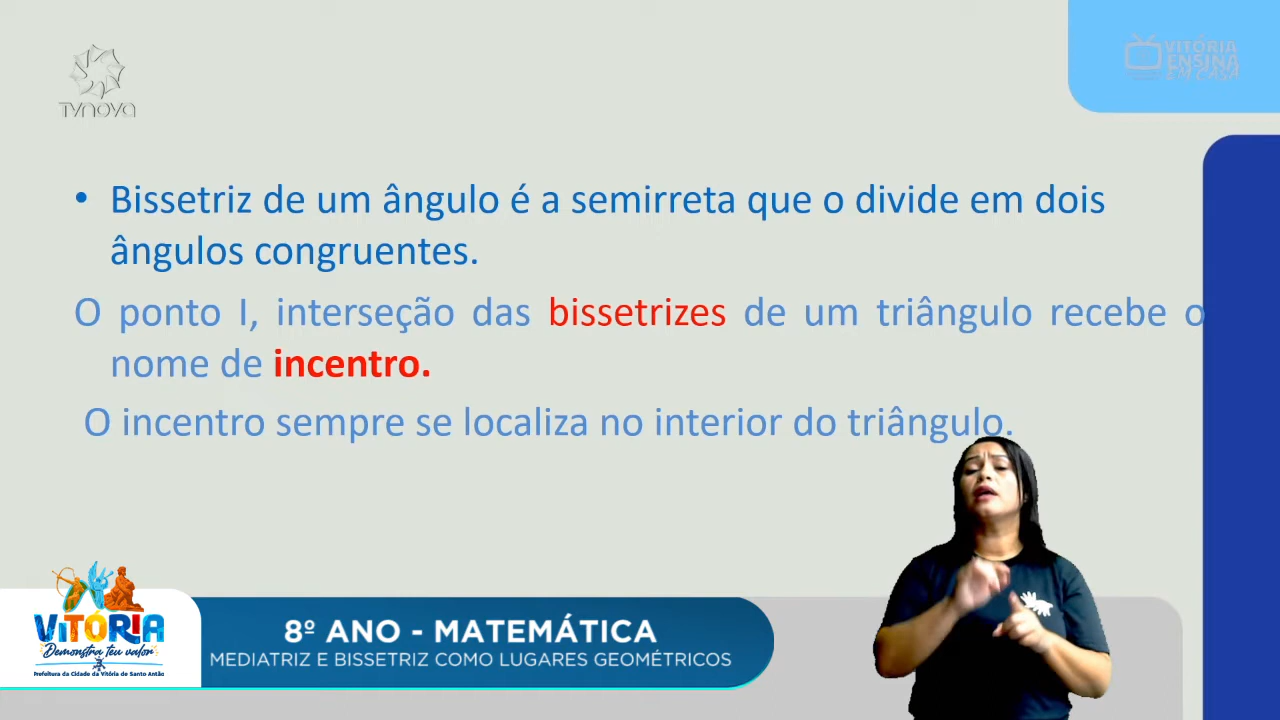 TVNOVA
VITÓRIA
ENSINA
EM CASA
• Bissetriz de um ângulo é a semirreta que o divide em dois
ângulos congruentes.
O ponto I, interseção das bissetrizes de um triângulo recebe o
nome de incentro.
O incentro sempre se localiza no interior do triângulo.
VITÓRIA
Demonstra teu valor
Prefeitura da Cidade da Vitória de Santo Antão
8º ANO - MATEMÁTICA
MEDIATRIZ E BISSETRIZ COMO LUGARES GEOMÉTRICOS